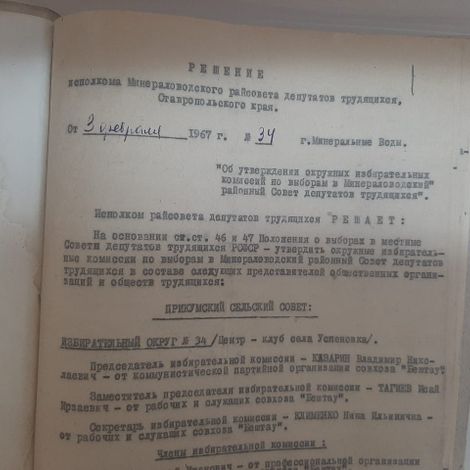 РЕШЕНИЕ
исполкома Минераловодского райсовета депутатов трудящихся,
Ставропольского края.
От 3 февраля 1967 г. № 34 г.Минеральные Воды.
"Об утверждении окружных избирательных
комиссий по выборам в Минераловодский"
районный Совет депутатов трудящихся".
Исполком райсовета депутатов трудящихся РЕШАЕТ:
На основании ст.ст. 46 и 47 Положения о выборах в местные
Советы депутатов трудящихся РСФСР - утвердить окружные избиратель-
ные комиссии по выборам в Минераловодский районный Совет депутатов
трудящихся в составе следующих представителей общественных органи-
заций и обществ трудящихся:
ПРИКУМСКИЙ СЕЛЬСКИЙ СОВЕТ:
ИЗБИРАТЕЛЬНЫЙ ОКРУГ № 34 /Центр - клуб села Успеновка/.
Председатель избирательной комиссии - КАЗАРИН Владимир Нико-
лаевич - от коммунистической партийной организации совхоза "Бештау"
Заместитель председателя избирательной комиссии - ТАГИЕВ Исай
Ирзаевич - от рабочих и служащих совхоза "Бештау".
Секретарь избирательной комиссии - КЛИМЕНКО Нина Ильинична -
от рабочих и служащих совхоза "Бештау".
Члены избирательной комиссии :
- от профсоюзной организации